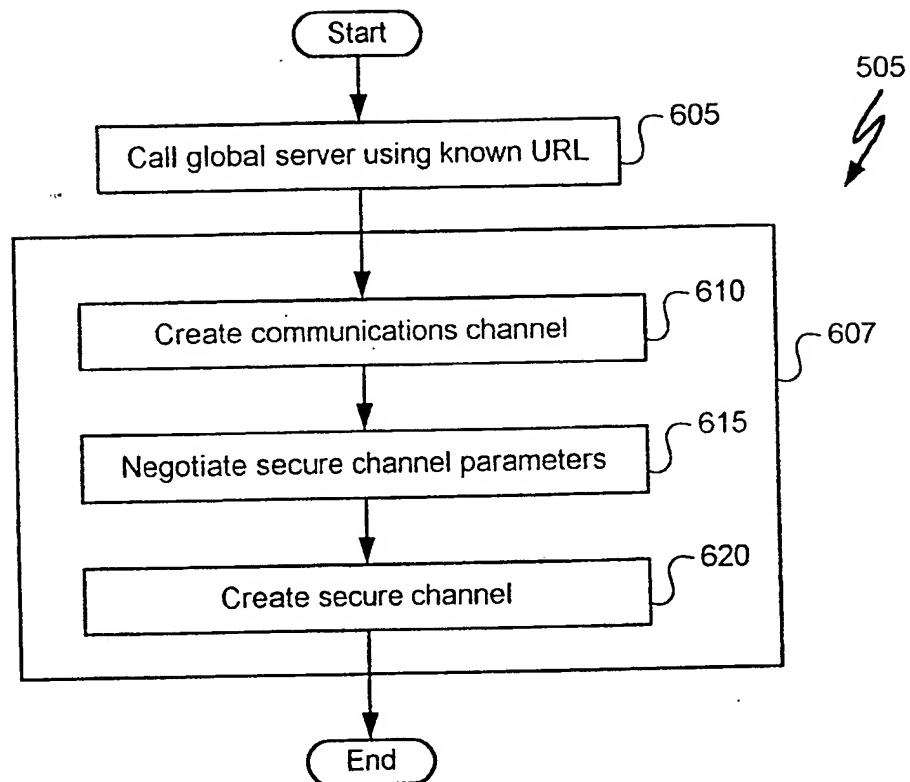 Start
505
605
Call global server using known URL
610
Create communications channel
607
615
Negotiate secure channel parameters
620
Create secure channel
End